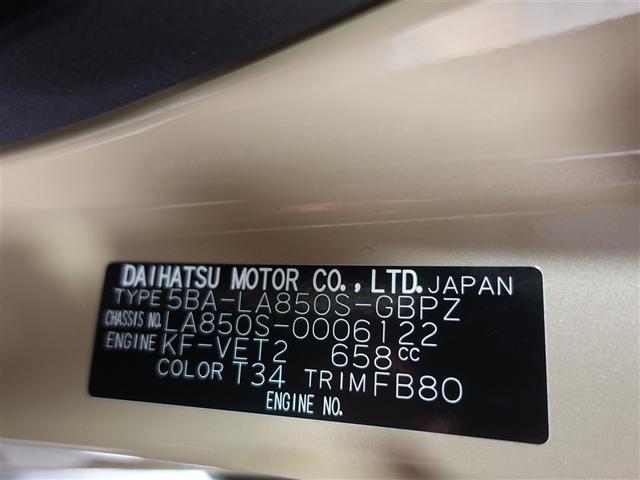 DAIHATSU MOTOR CO.,LTD. JAPAN
TYPE 5BA-LA850S-GBPZ
CHASSIS NO. LA850S-0006122
ENGINE KF-VET2 658cc
COLOR T34 TRIM FB80
ENGINE NO.